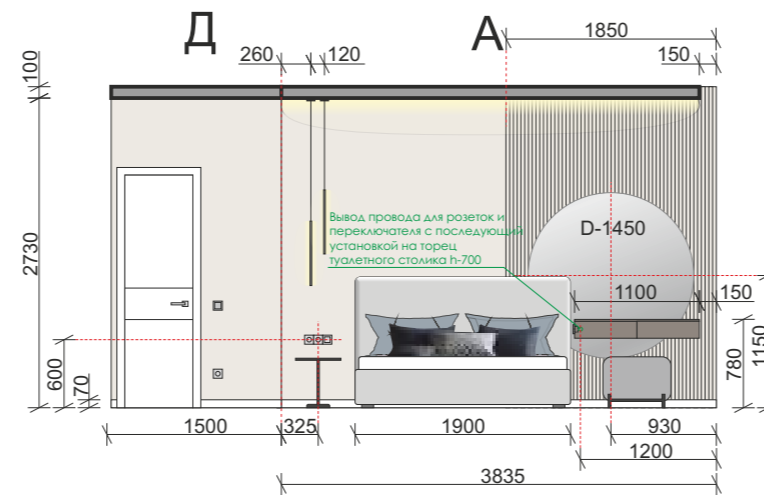 Д
А
1850
260
120
150
100
2730
Вывод провода для розеток и
переключателя с последующий
установкой на торец
туалетного столика h-700
D-1450
1100
150
1150
780
600
70
1500
325
1900
930
1200
3835